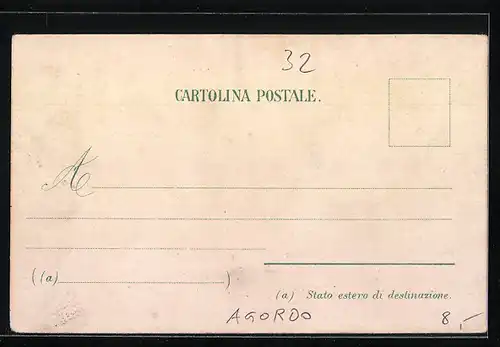 32
CARTOLINA POSTALE.
A
((a) )
(a) Stato estero di destinazione.
AGORDO
8,-